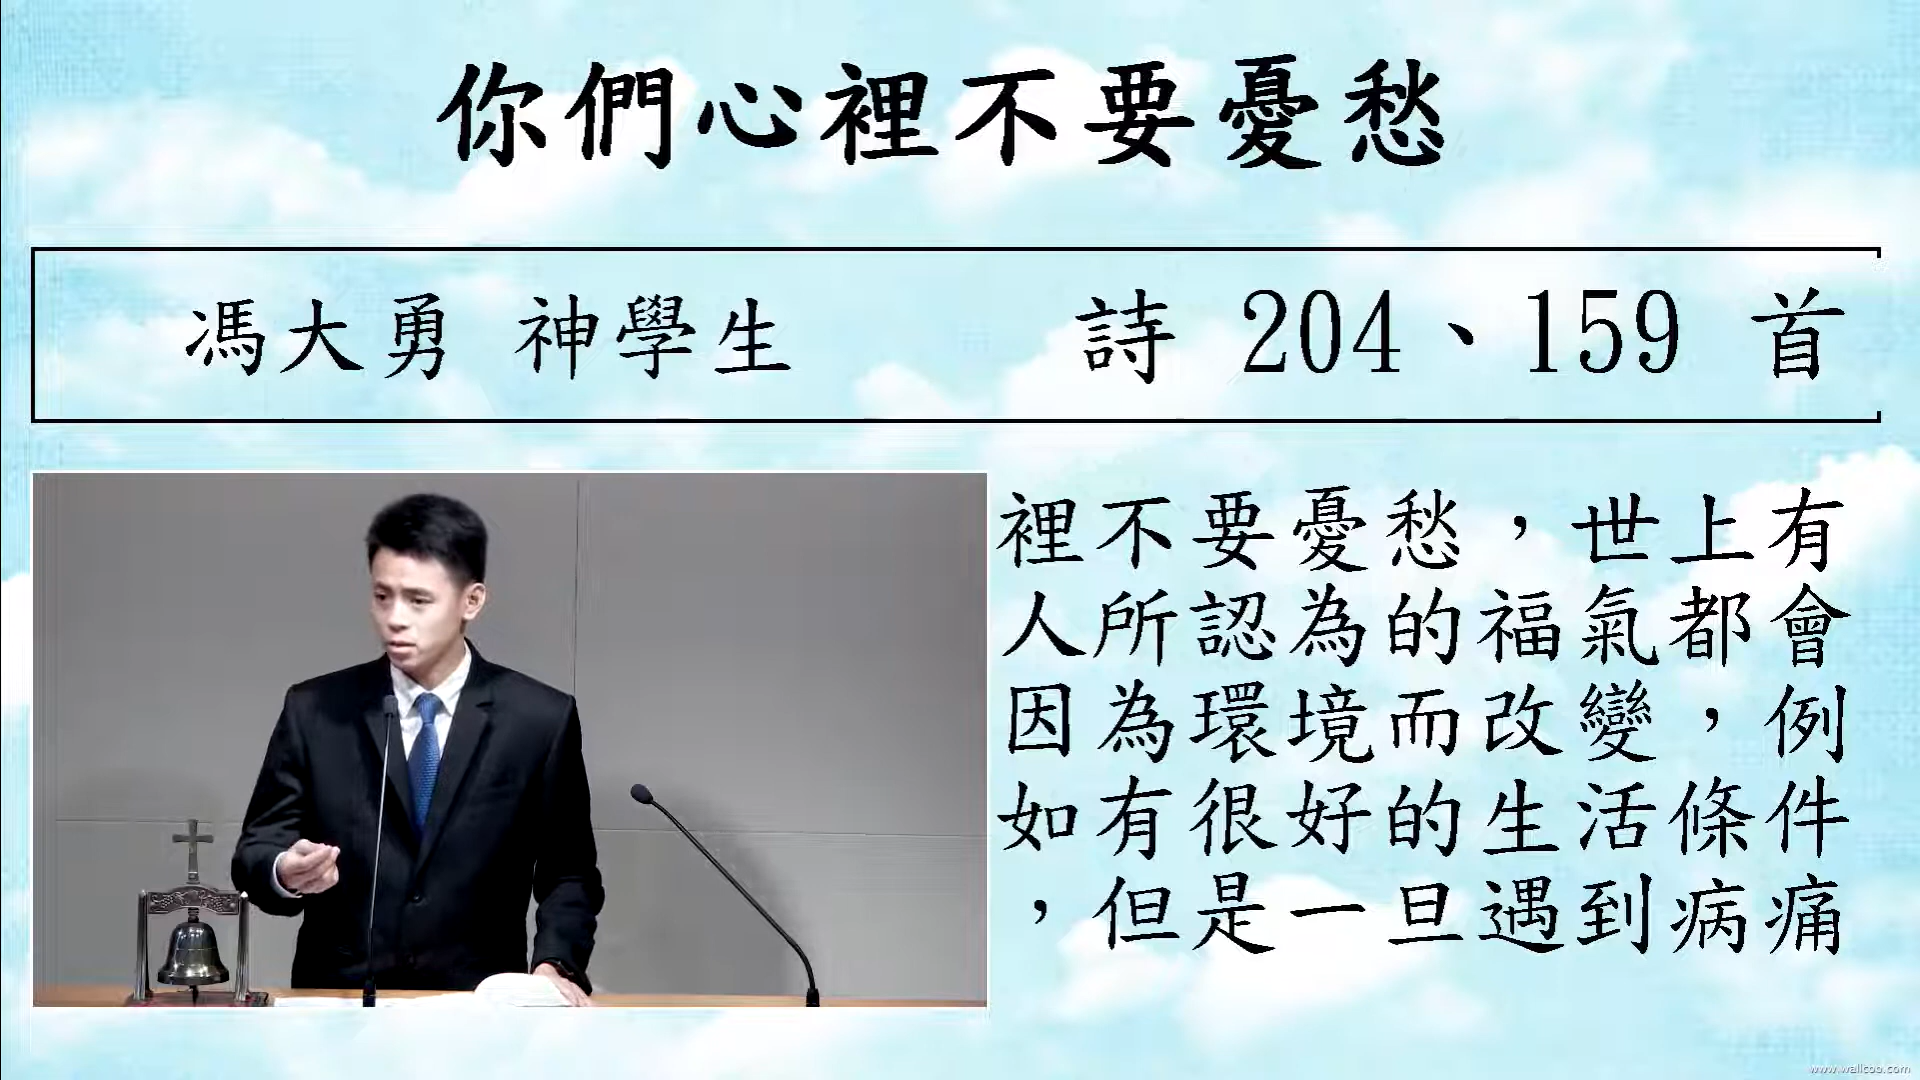 你們心裡不要憂愁
馮大勇 神學生 詩 204、159 首
裡不要憂愁，世上有
人所認為的福氣都會
因為環境而改變，例
如有很好的生活條件
，但是一旦遇到病痛
www.wallcoo.com